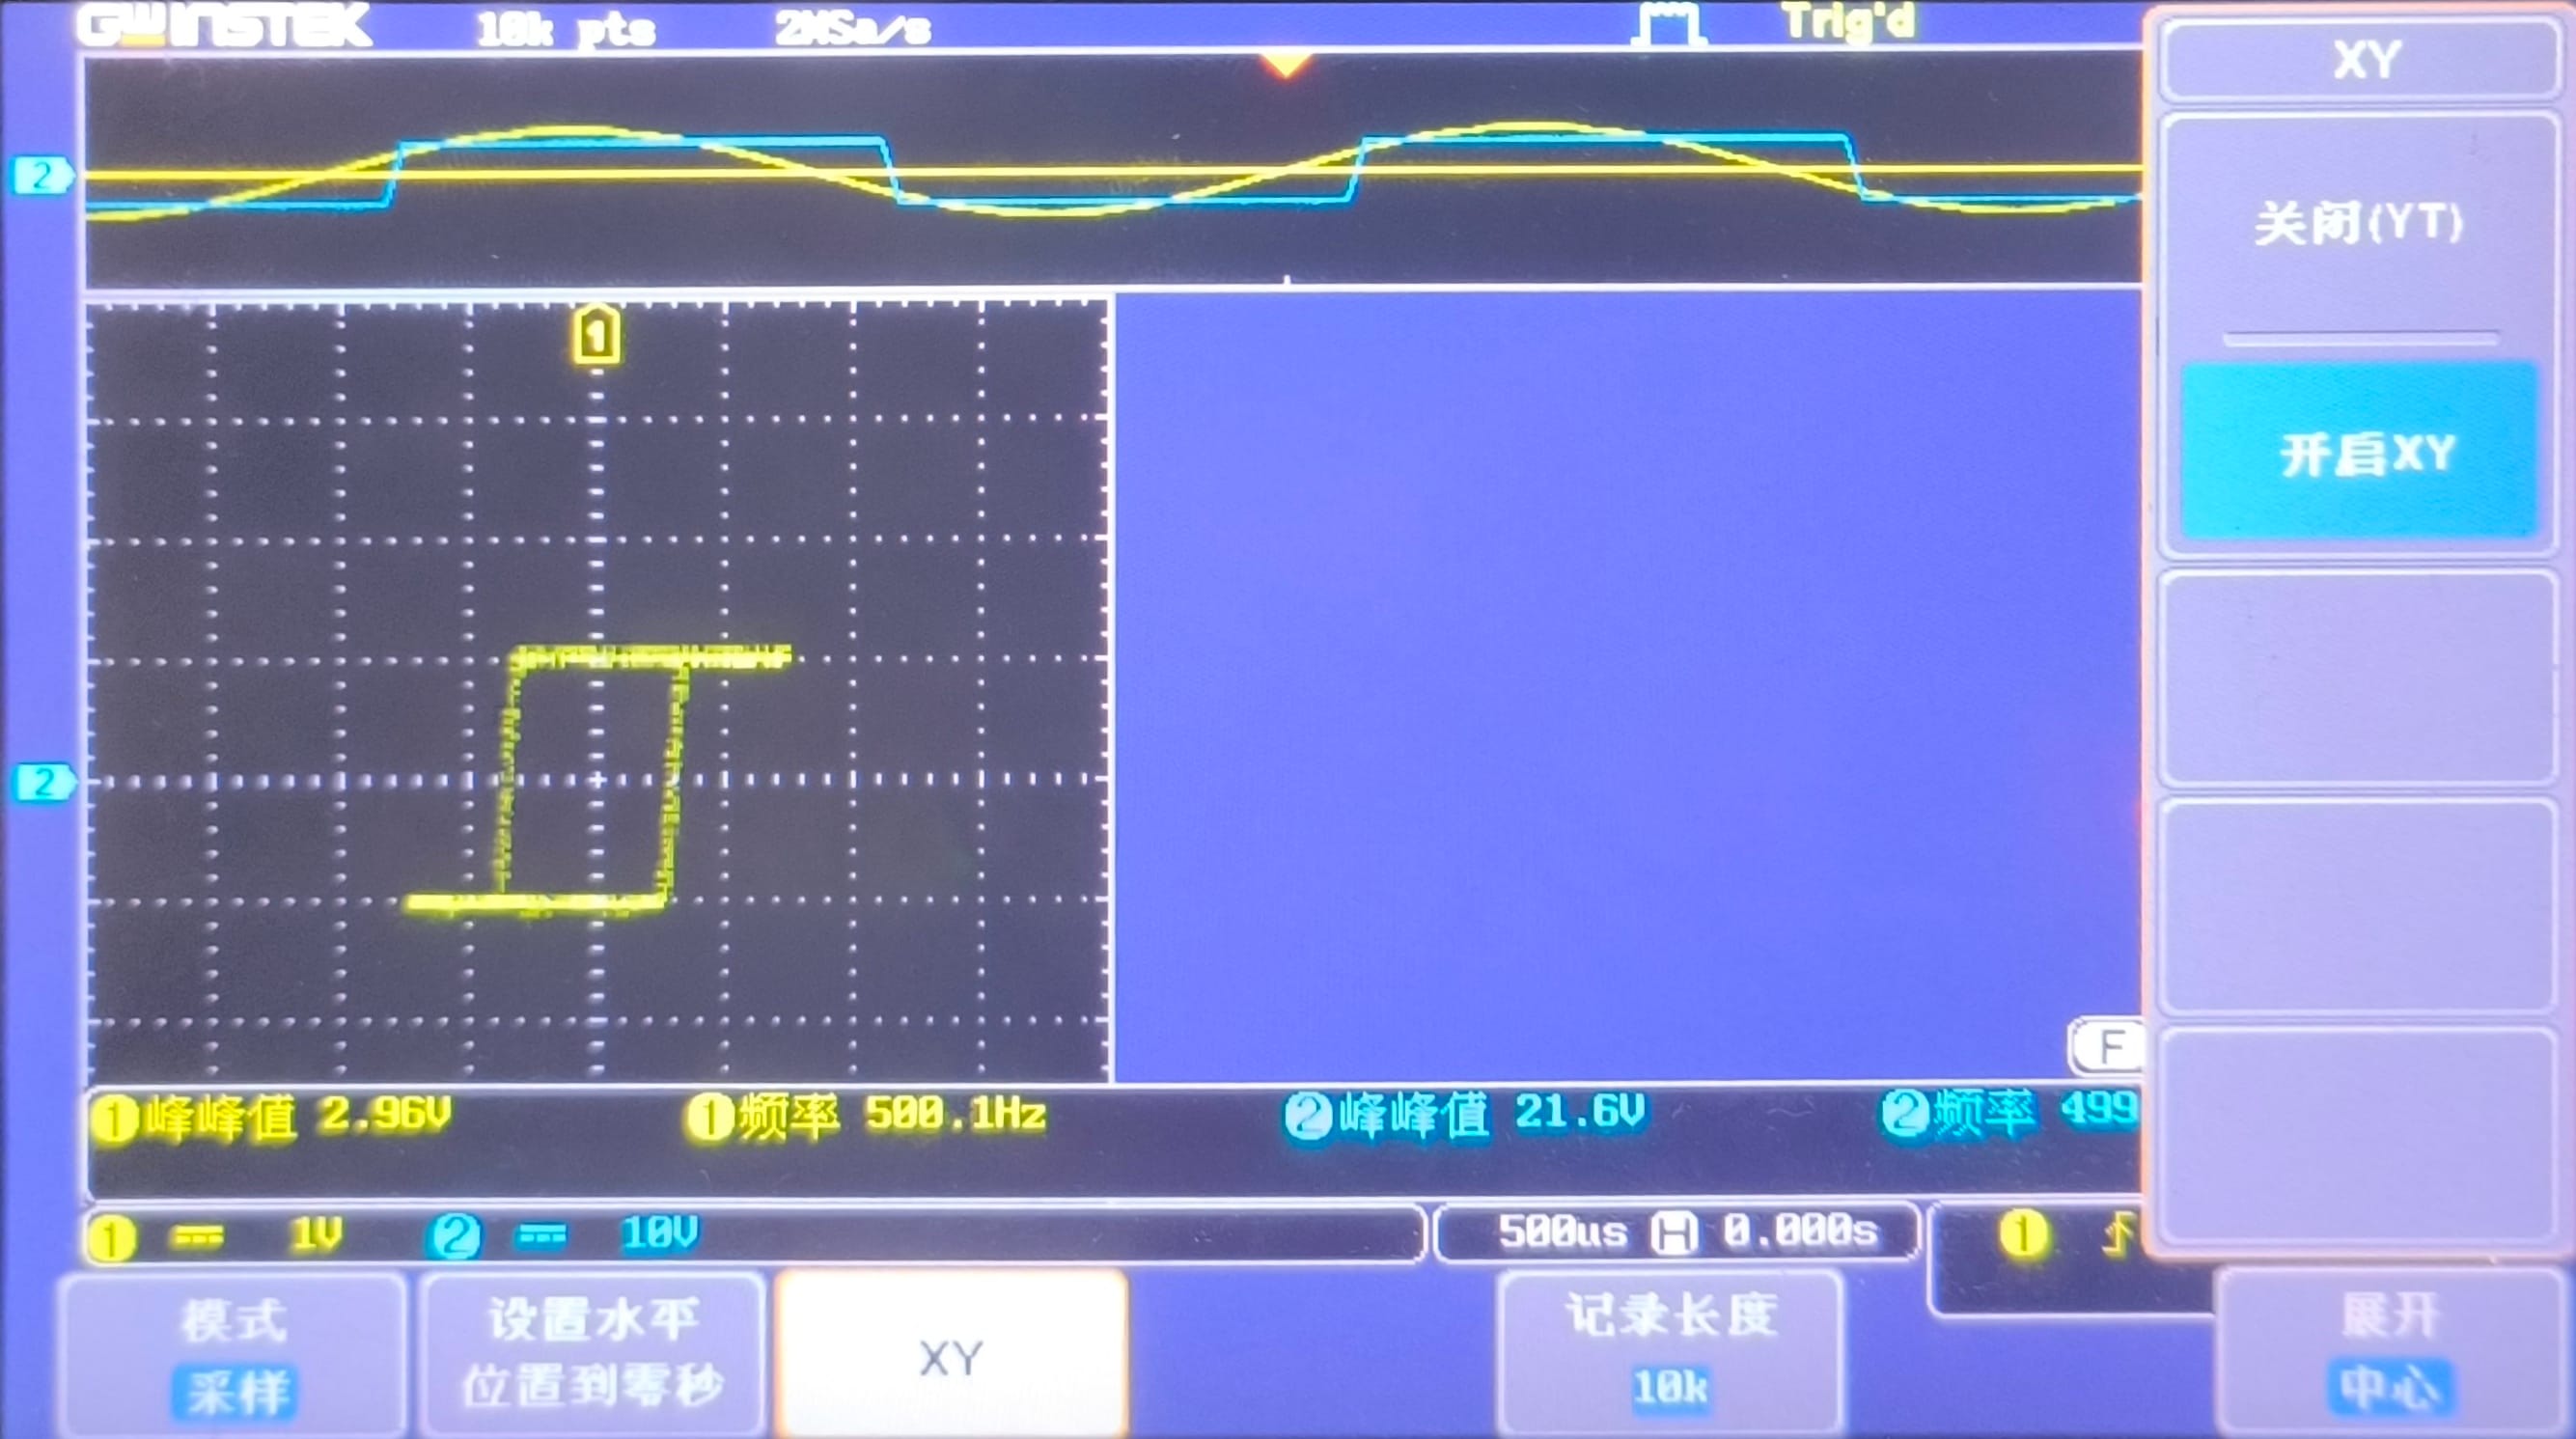 GWINSTEK 10k pts 2MSa/s Trig'd
XY
2
关闭(YT)
1
开启XY
2
F
1峰峰值 2.96V 1频率 500.1Hz 2峰峰值 21.6V 2频率 499
1 1V 2 10V 500us H 0.000s 1
模式
采样
设置水平
位置到零秒
XY
记录长度
10k
展开
中心